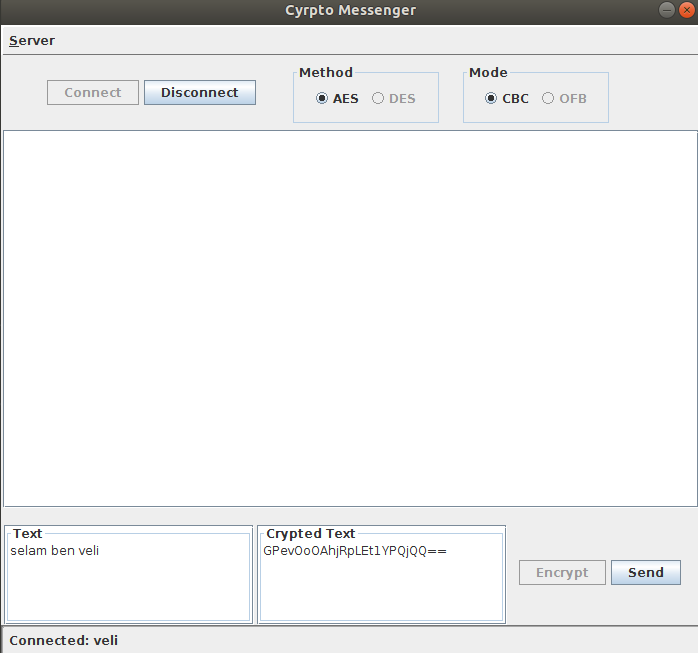 Cyrpto Messenger
Server
Connect Disconnect
Method
AES DES
Mode
CBC OFB
Text
selam ben veli
Crypted Text
GPevOoOAhjRpLEt1YPQjQQ==
Encrypt Send
Connected: veli